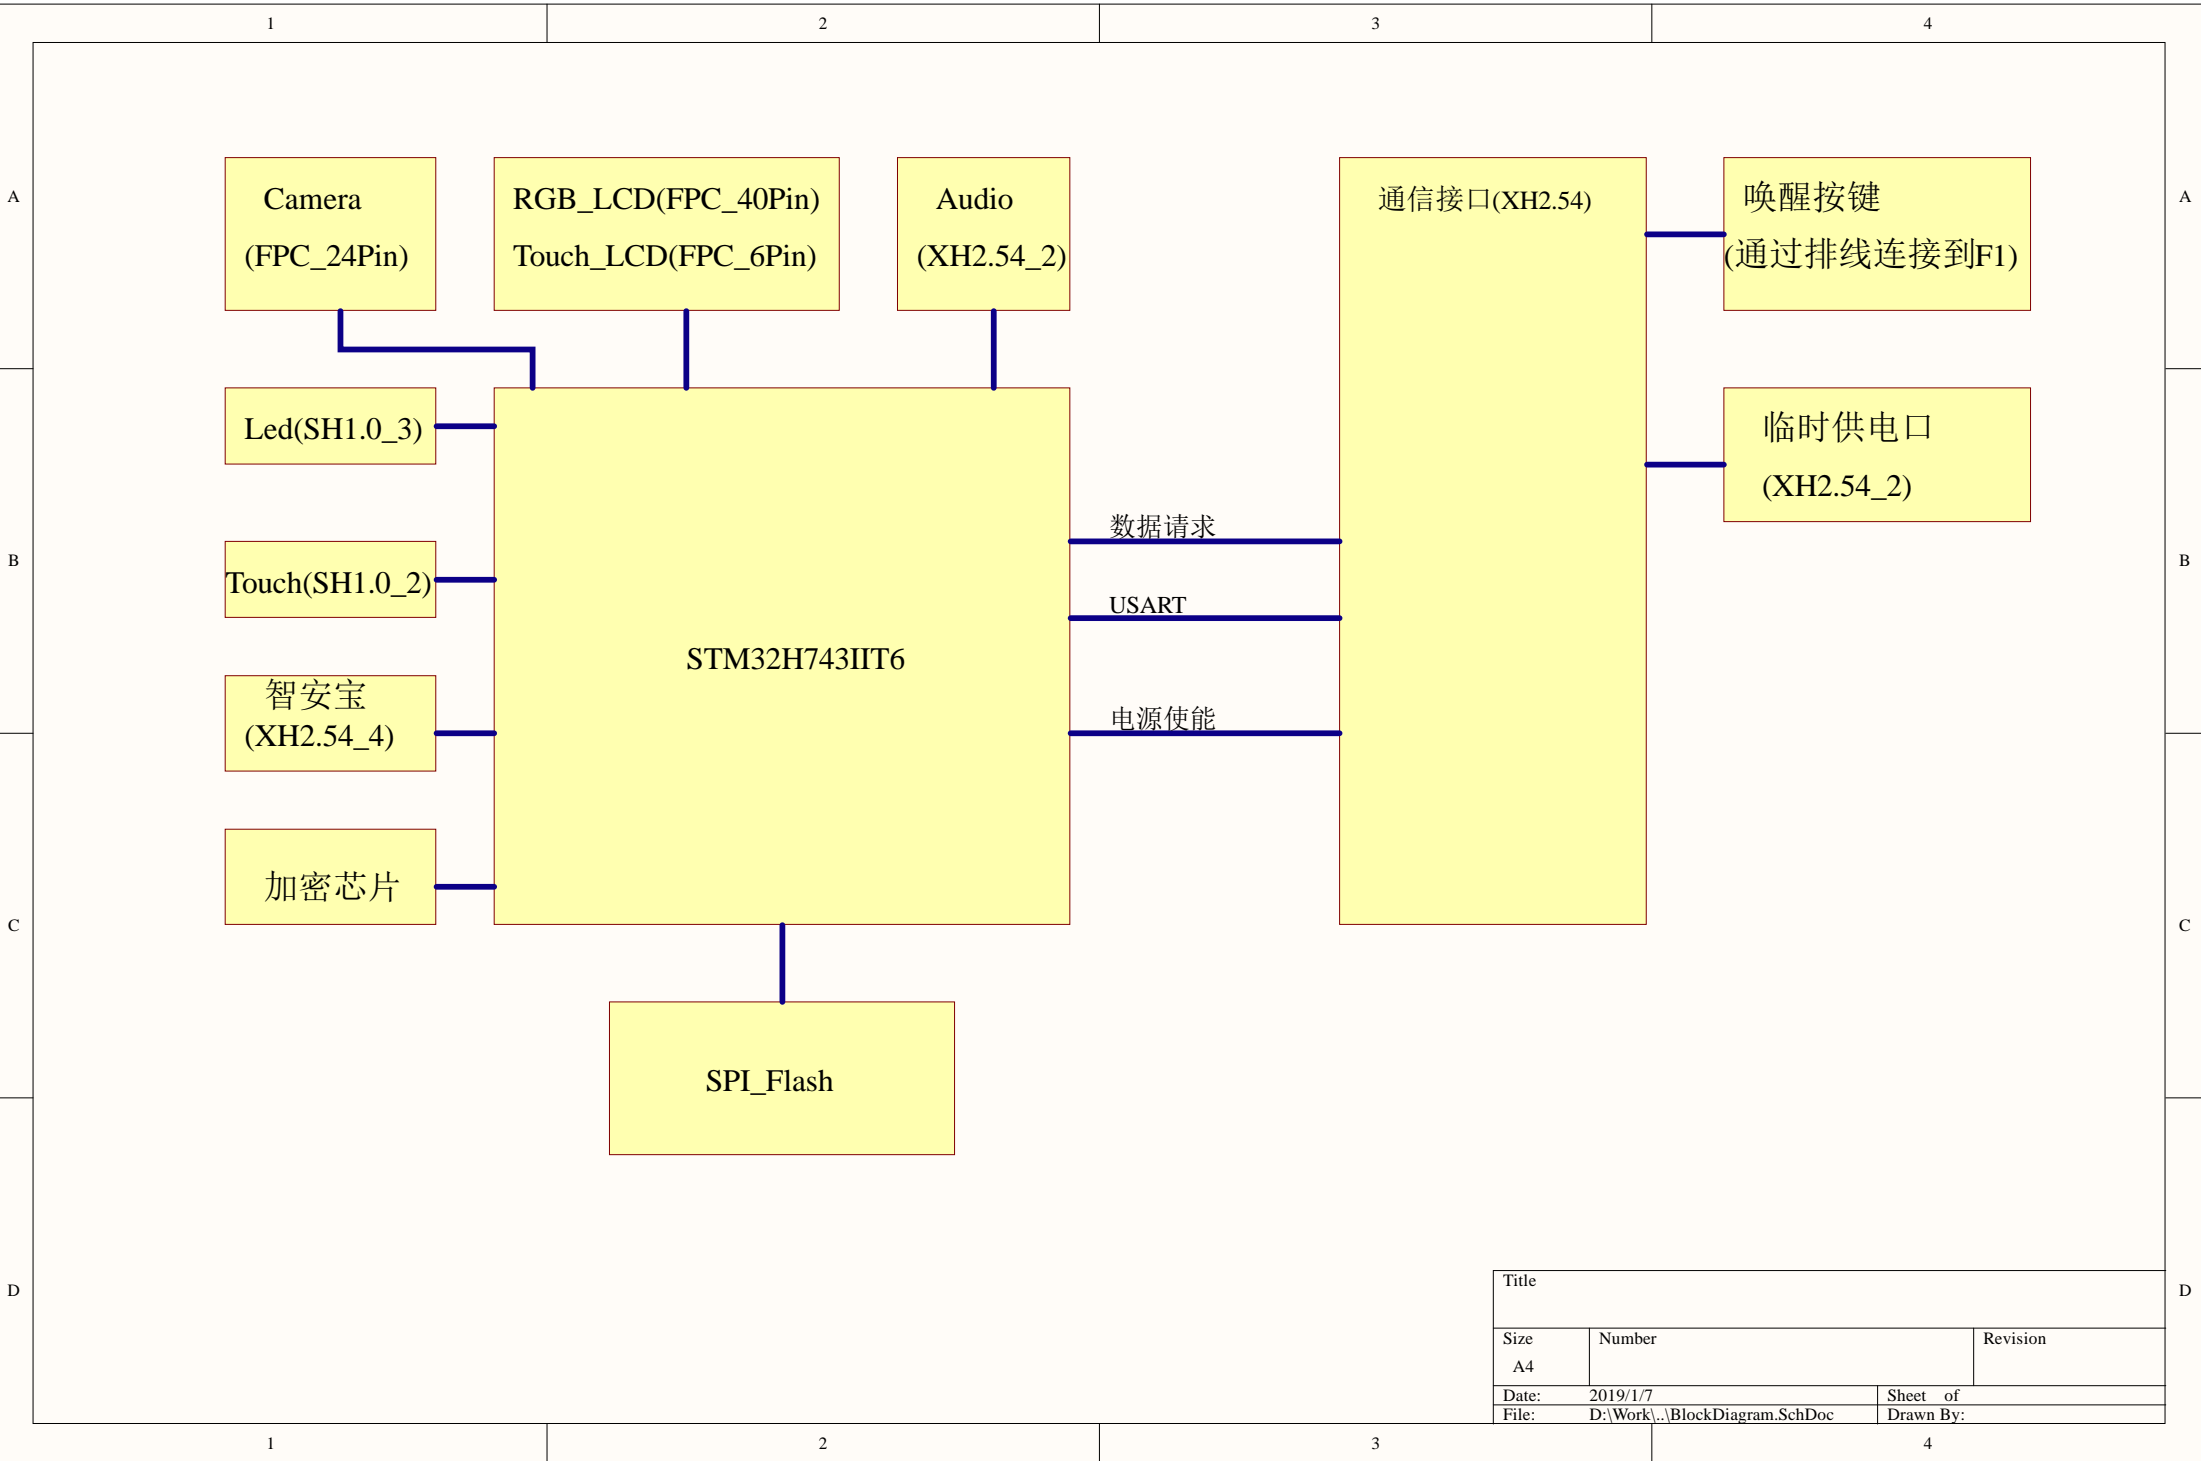 1 2 3 4
A A
Camera
(FPC_24Pin)
RGB_LCD(FPC_40Pin)
Touch_LCD(FPC_6Pin)
Audio
(XH2.54_2)
通信接口(XH2.54)
唤醒按键
(通过排线连接到F1)
Led(SH1.0_3)
临时供电口
(XH2.54_2)
数据请求
B B
Touch(SH1.0_2)
USART
STM32H743IIT6
智安宝
(XH2.54_4)
电源使能
加密芯片
C C
SPI_Flash
D D
Title
Size Number Revision
A4
Date: 2019/1/7 Sheet of
File: D:\Work\..\BlockDiagram.SchDoc Drawn By:
1 2 3 4